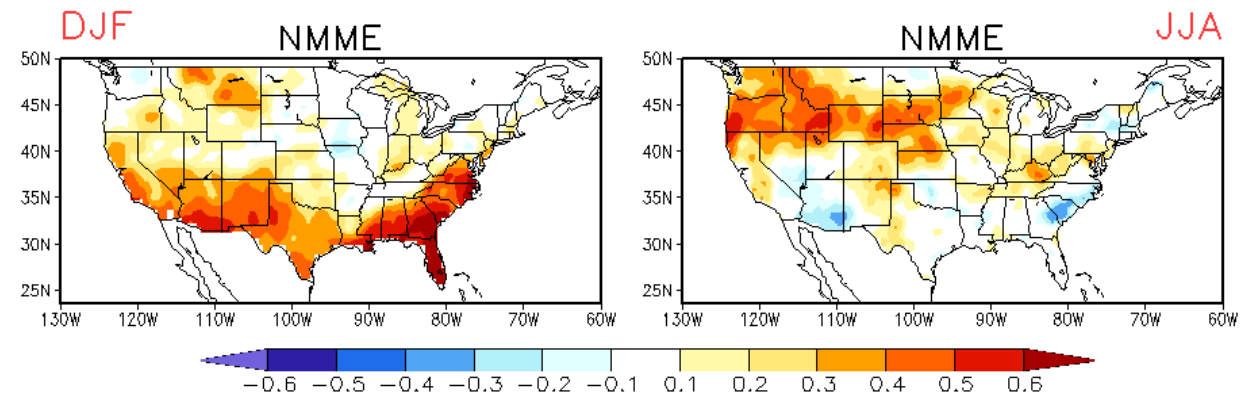 DJF NMME NMME JJA
50N 50N
45N 45N
40N 40N
35N 35N
30N 30N
25N 25N
130W 120W 110W 100W 90W 80W 70W 60W 130W 120W 110W 100W 90W 80W 70W 60W
-0.6 -0.5 -0.4 -0.3 -0.2 -0.1 0.1 0.2 0.3 0.4 0.5 0.6